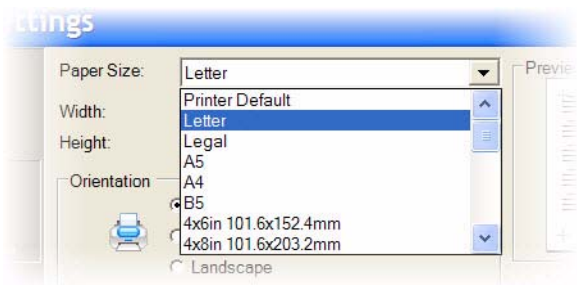 ttings
Paper Size: Letter
Printer Default
Width:
Letter
Height:
Legal
A5
Orientation
A4
B5
4x6in 101.6x152.4mm
4x8in 101.6x203.2mm
Landscape
Previe